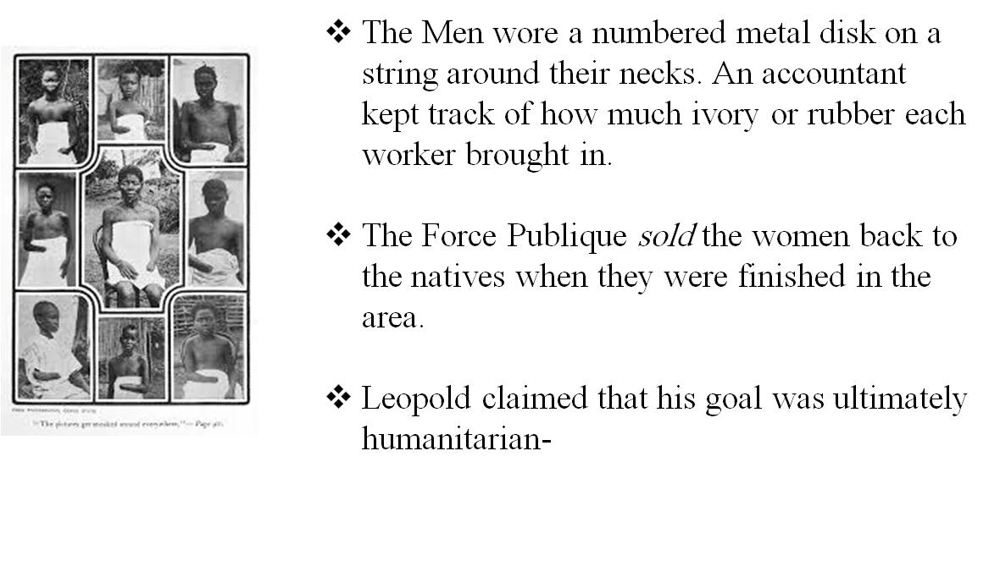 ❖ The Men wore a numbered metal disk on a
string around their necks. An accountant
kept track of how much ivory or rubber each
worker brought in.
❖ The Force Publique sold the women back to
the natives when they were finished in the
area.
❖ Leopold claimed that his goal was ultimately
humanitarian-
"The pictures get sneaked around everywhere,"— Page